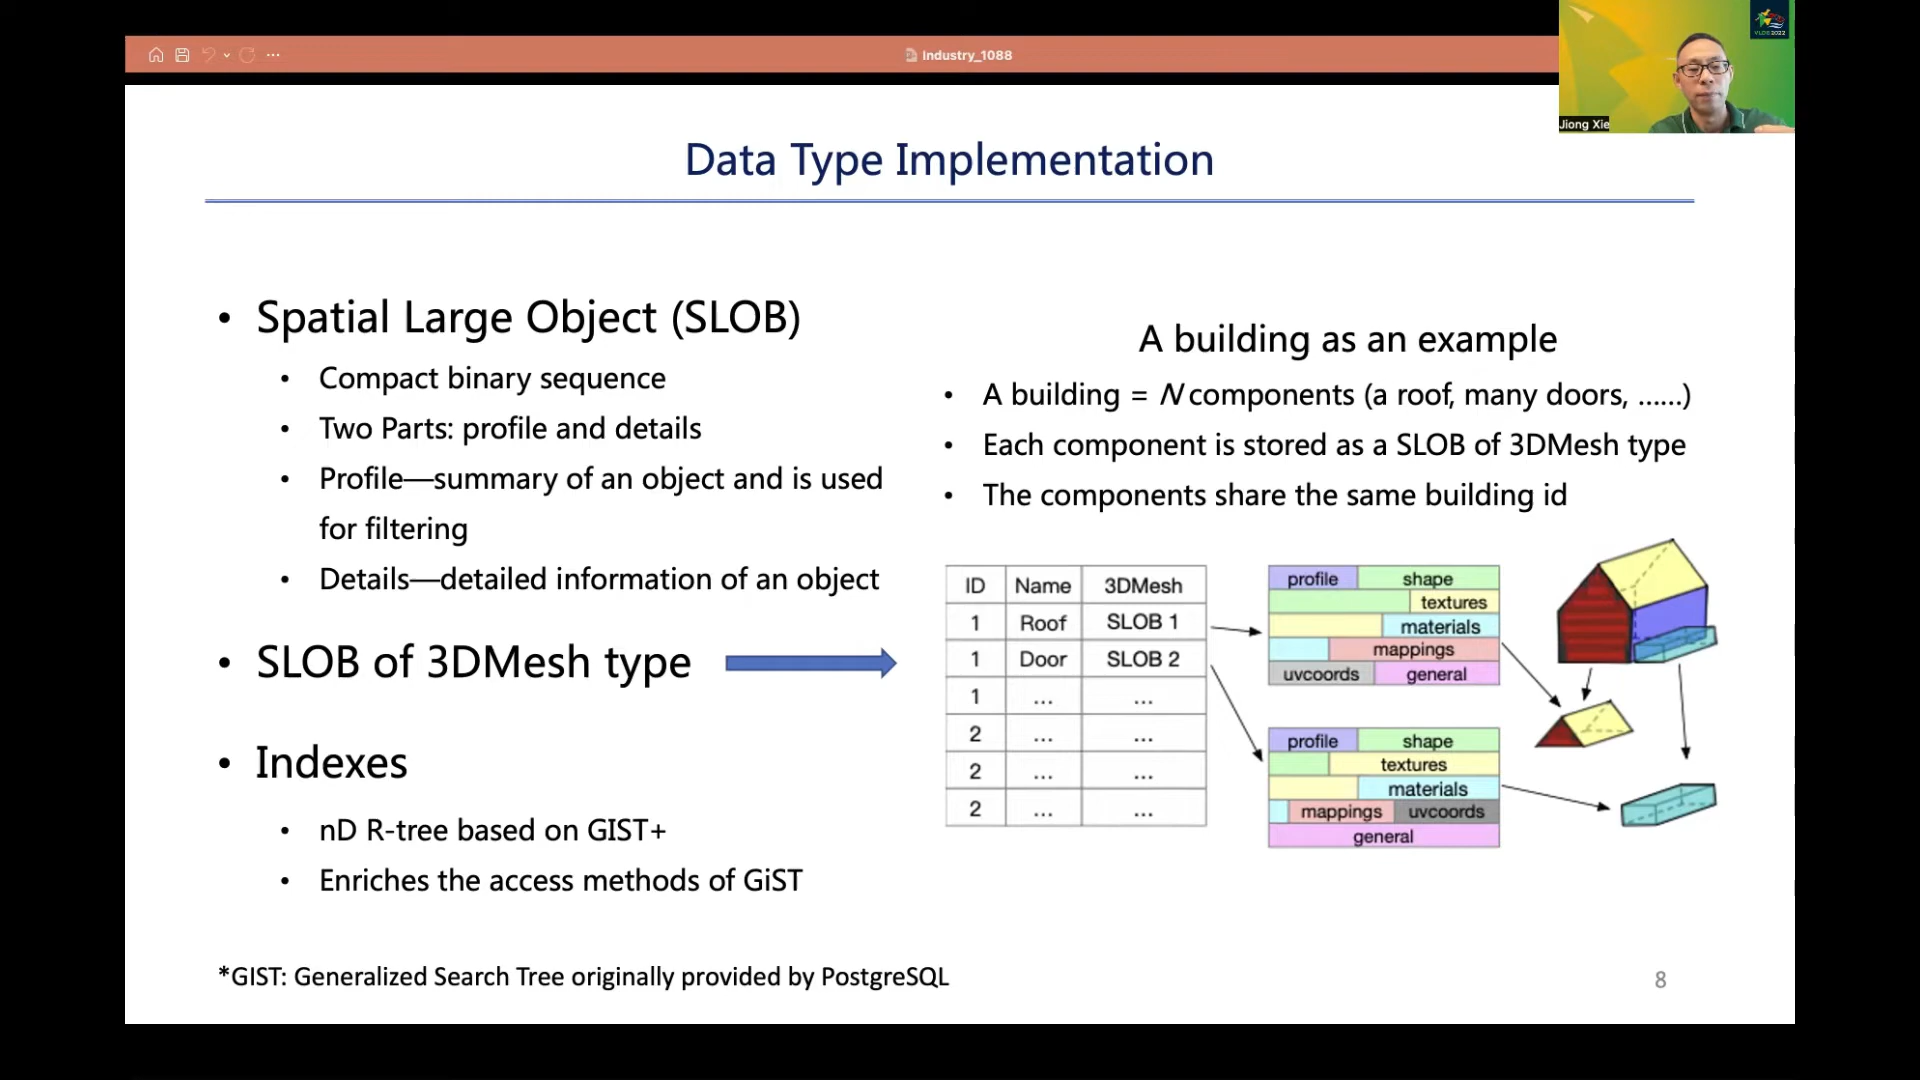 Industry_1088
VLDB2022
Jiong Xie
Data Type Implementation
• Spatial Large Object (SLOB)
• Compact binary sequence
• Two Parts: profile and details
• Profile—summary of an object and is used
for filtering
• Details—detailed information of an object
• SLOB of 3DMesh type
• Indexes
• nD R-tree based on GIST+
• Enriches the access methods of GiST
A building as an example
• A building = N components (a roof, many doors, ……)
• Each component is stored as a SLOB of 3DMesh type
• The components share the same building id
ID Name 3DMesh
1 Roof SLOB 1
1 Door SLOB 2
1 ... ...
2 ... ...
2 ... ...
2 ... ...
profile shape
textures
materials
mappings
uvcoords general
profile shape
textures
materials
mappings uvcoords
general
*GIST: Generalized Search Tree originally provided by PostgreSQL
8